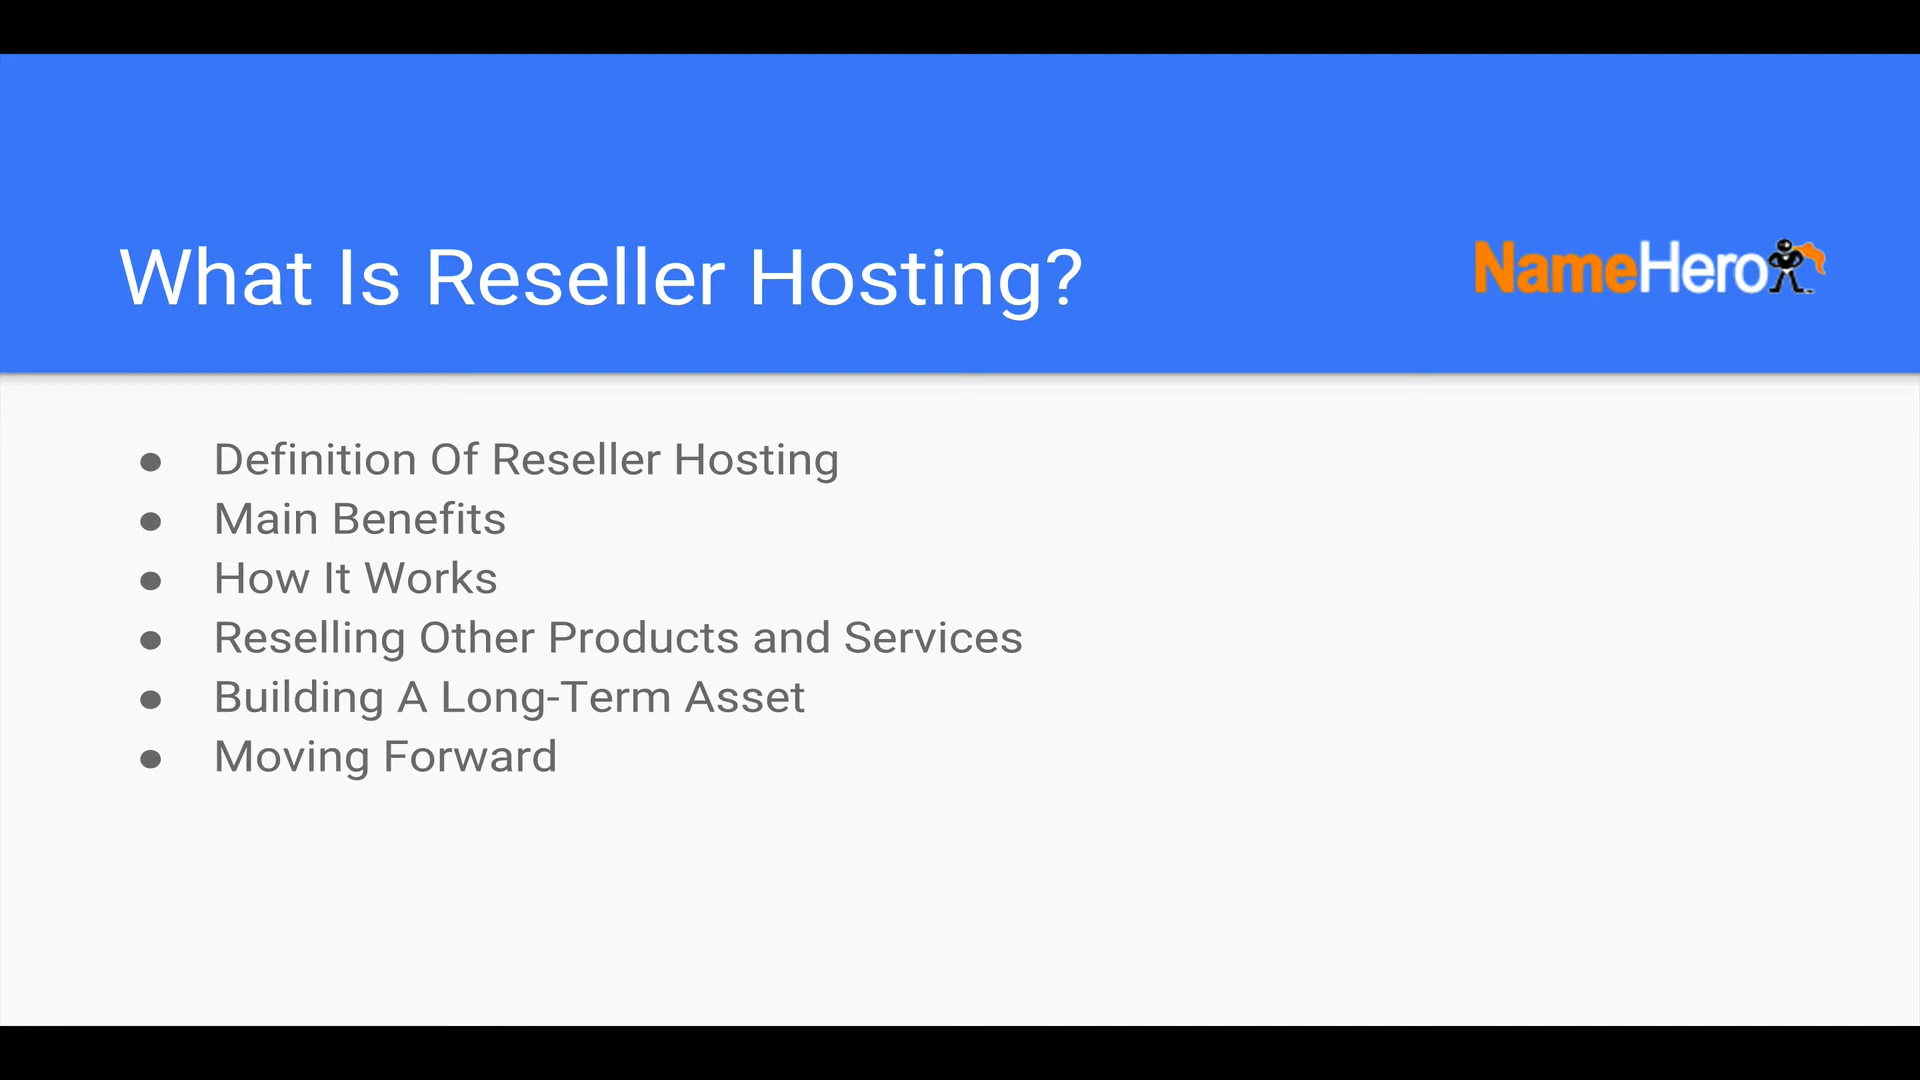 What Is Reseller Hosting?
NameHero
● Definition Of Reseller Hosting
● Main Benefits
● How It Works
● Reselling Other Products and Services
● Building A Long-Term Asset
● Moving Forward